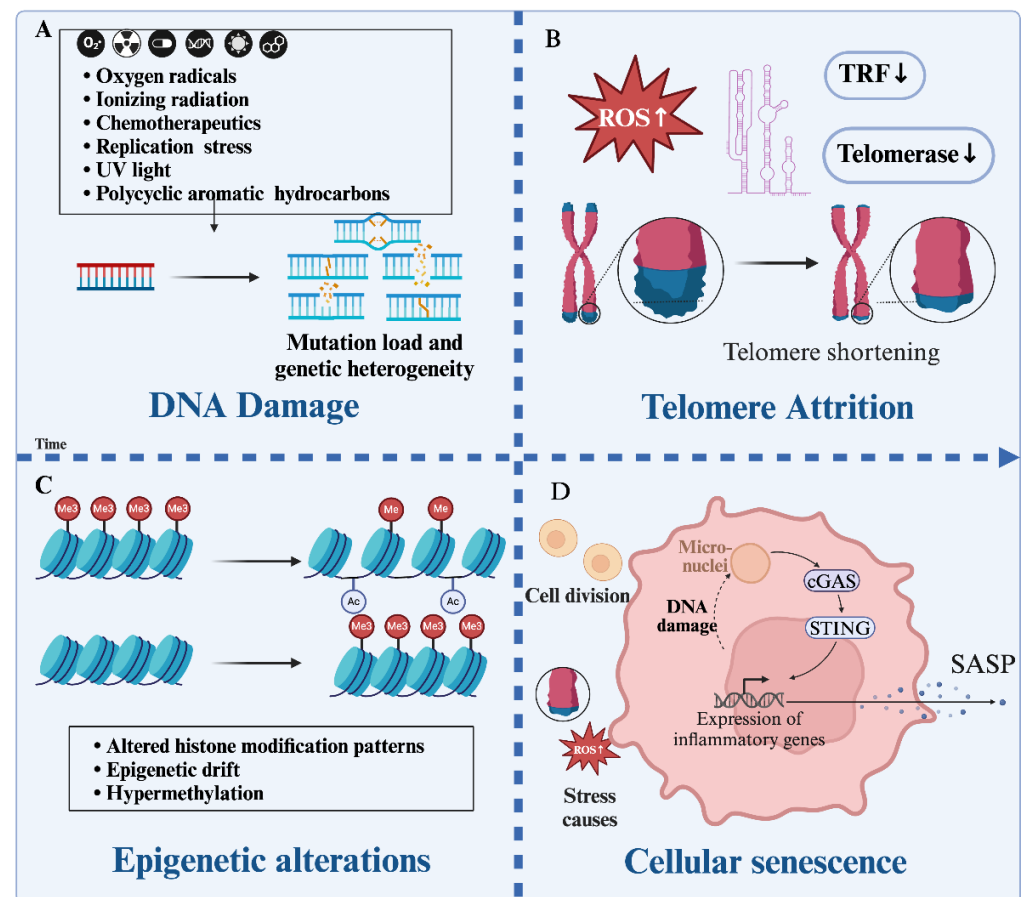 A
O₂•
• Oxygen radicals
• Ionizing radiation
• Chemotherapeutics
• Replication stress
• UV light
• Polycyclic aromatic hydrocarbons
Mutation load and
genetic heterogeneity
DNA Damage
B
ROS↑
TRF↓
Telomerase↓
Telomere shortening
Telomere Attrition
Time
C
Me3 Me3 Me3 Me3
Me Me
Ac Ac
Me3 Me3 Me3 Me3
• Altered histone modification patterns
• Epigenetic drift
• Hypermethylation
Epigenetic alterations
D
Cell division
Micro-
nuclei
cGAS
DNA
damage
STING
SASP
Expression of
inflammatory genes
ROS↑
Stress
causes
Cellular senescence